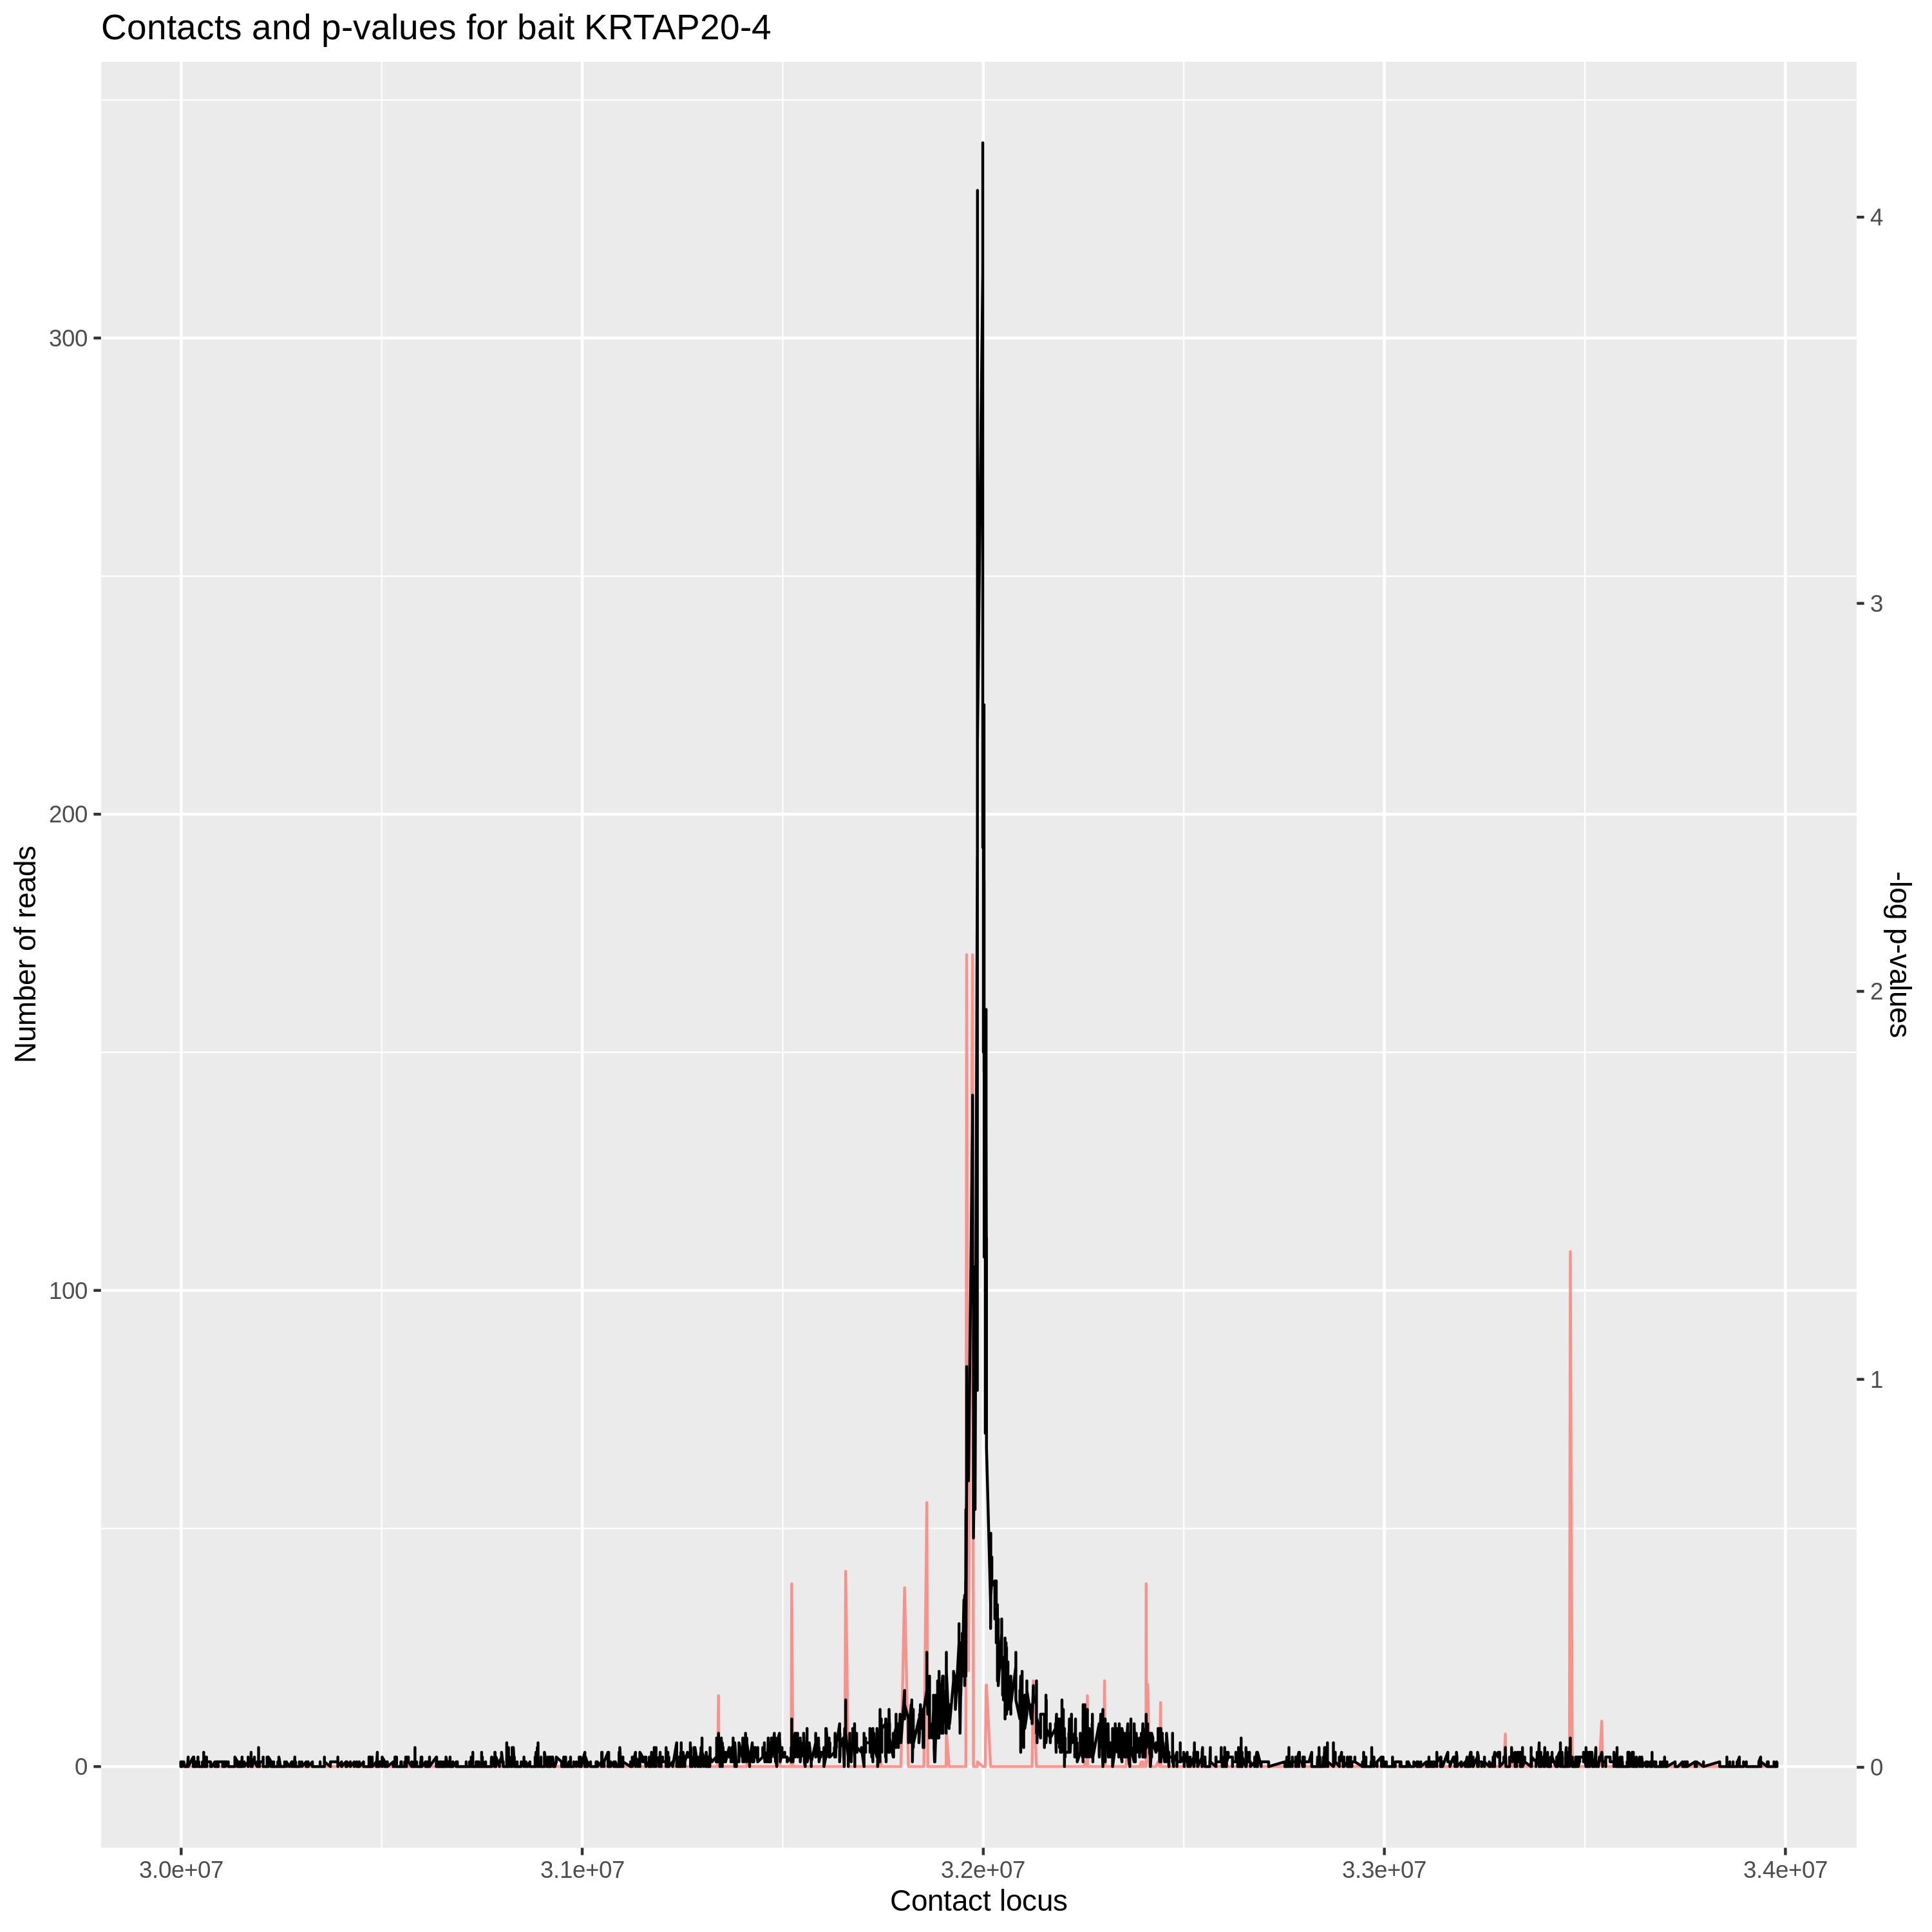 Contacts and p-values for bait KRTAP20-4
Number of reads
300
200
100
0
4
3
2
1
0
-log p-values
3.0e+07
3.1e+07
3.2e+07
3.3e+07
3.4e+07
Contact locus